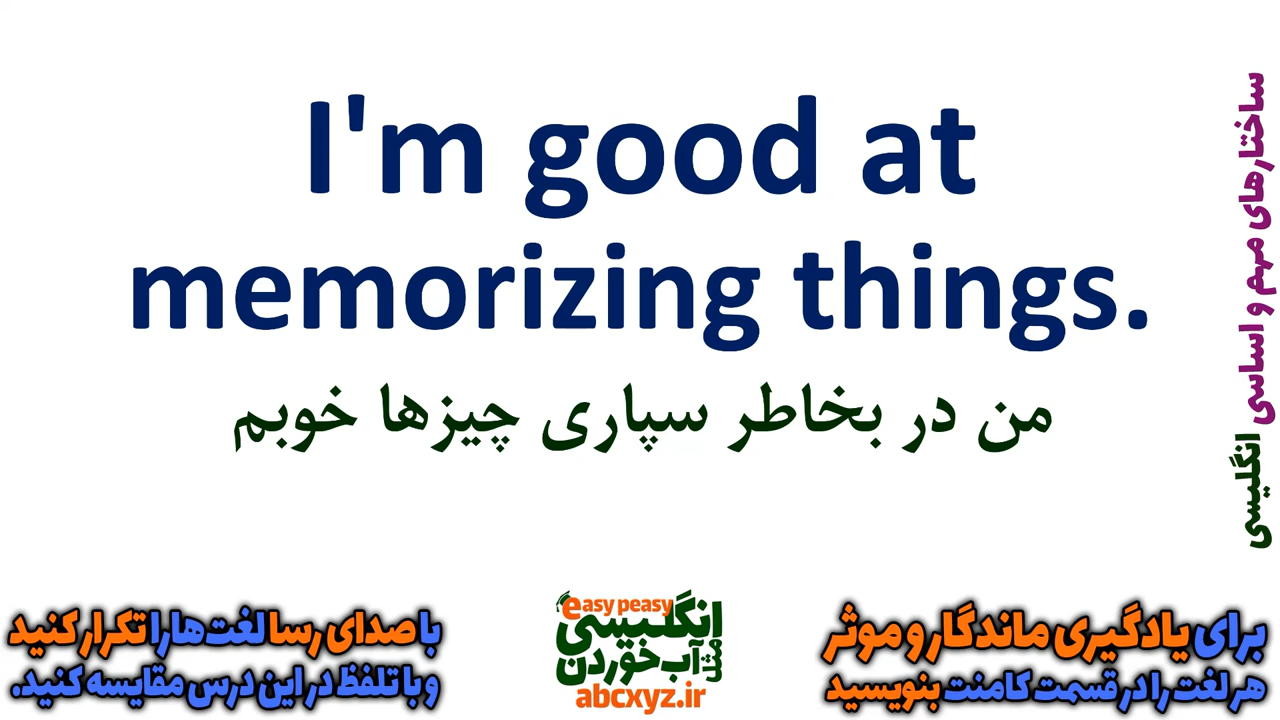 I'm good at
memorizing things.
من در بخاطر سپاری چیزها خوبم
ساختارهای مهم و اساسی انگلیسی
برای یادگیری ماندگار و موثر
هر لغت را در قسمت کامنت بنویسید
easy peasy
انگلیسی
مثل آب خوردن
abcxyz.ir
با صدای رسا لغت‌ها را تکرار کنید
و با تلفظ در این درس مقایسه کنید.